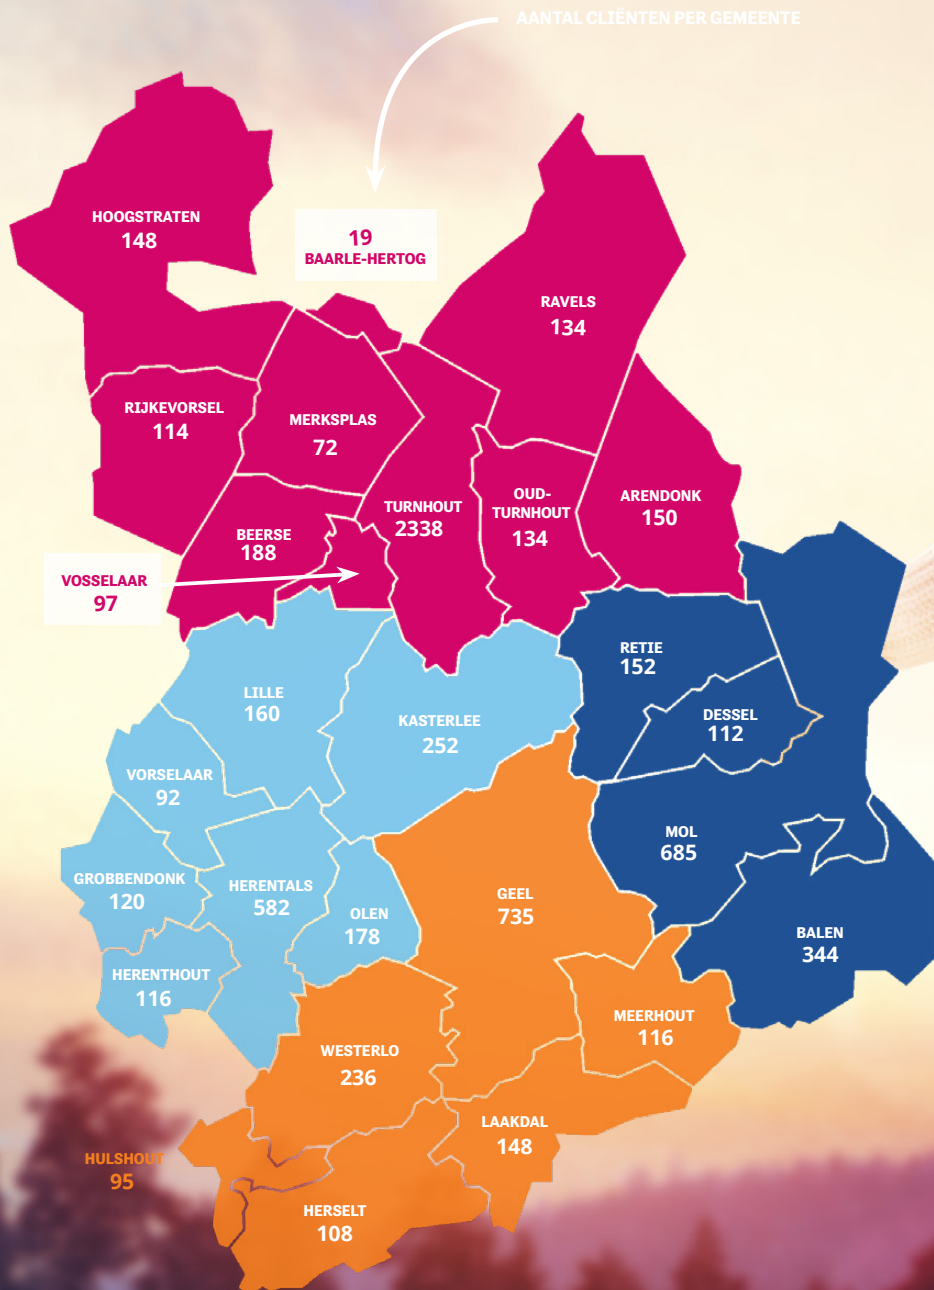 AANTAL CLIËNTEN PER GEMEENTE
HOOGSTRATEN
148
19
BAARLE-HERTOG
RAVELS
134
RIJKEVORSEL
114
MERKSPLAS
72
TURNHOUT
2338
OUD-
TURNHOUT
134
ARENDONK
150
BEERSE
188
VOSSELAAR
97
RETIE
152
LILLE
160
KASTERLEE
252
DESSEL
112
VORSELAAR
92
MOL
685
GROBBENDONK
120
HERENTALS
582
GEEL
735
OLEN
178
BALEN
344
HERENTHOUT
116
MEERHOUT
116
WESTERLO
236
LAAKDAL
148
HULSHOUT
95
HERSELT
108